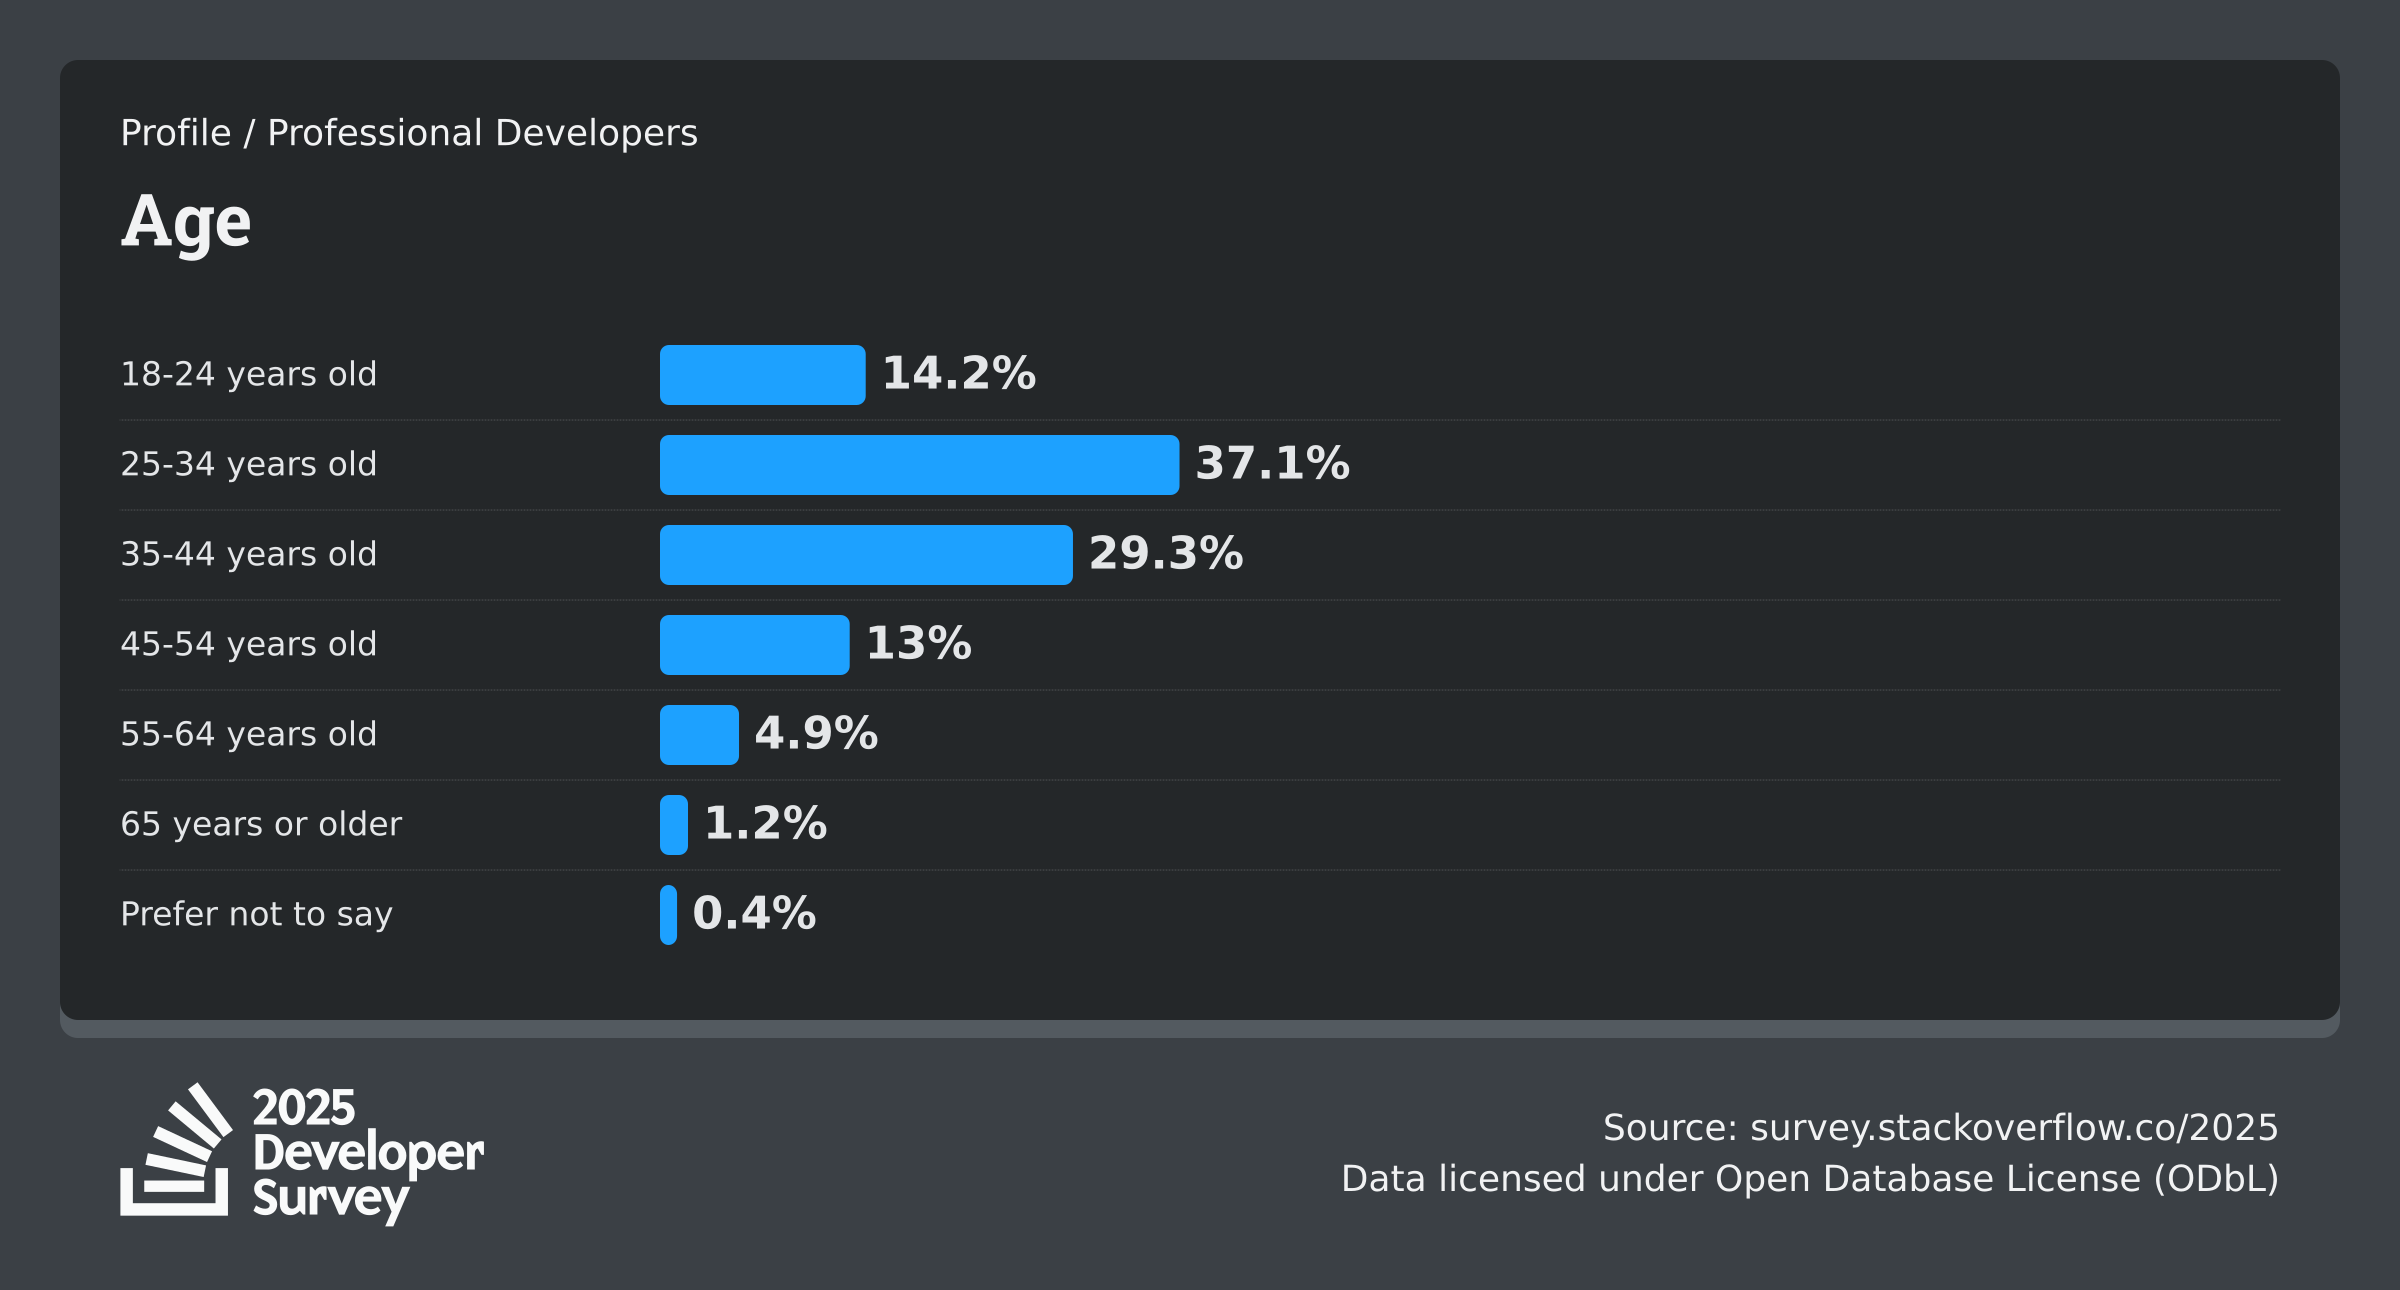 Profile / Professional Developers
Age
18-24 years old 14.2%
25-34 years old 37.1%
35-44 years old 29.3%
45-54 years old 13%
55-64 years old 4.9%
65 years or older 1.2%
Prefer not to say 0.4%
2025
Developer
Survey
Source: survey.stackoverflow.co/2025
Data licensed under Open Database License (ODbL)